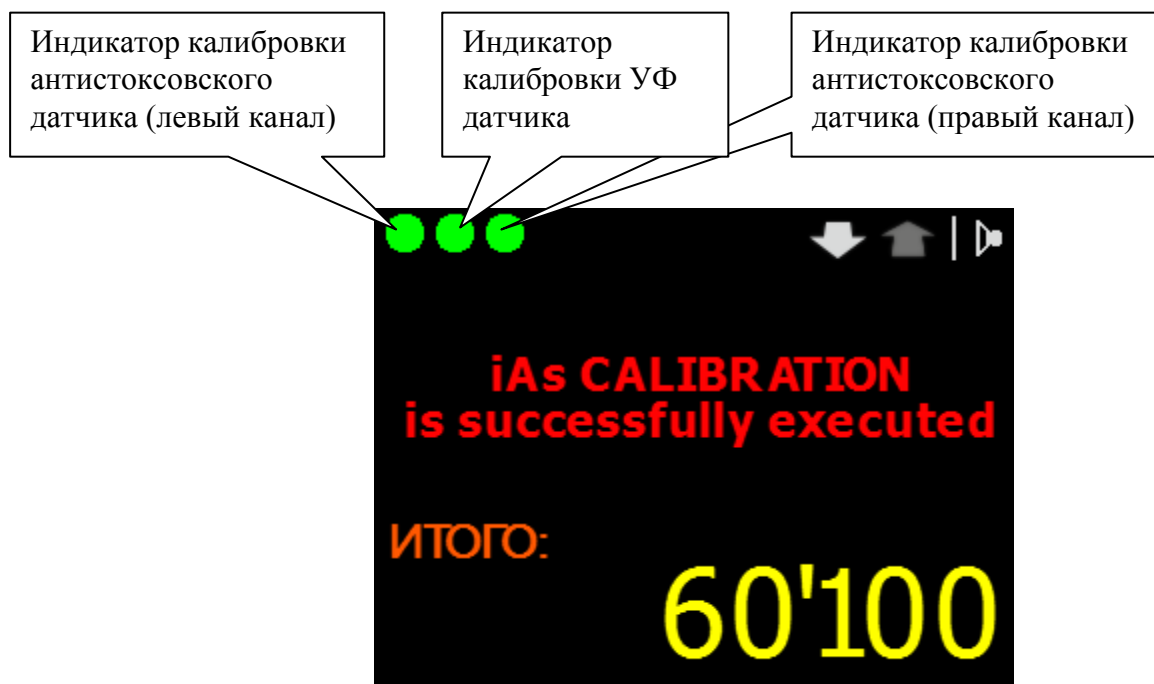 Индикатор калибровки
антистоксовского
датчика (левый канал)
Индикатор
калибровки УФ
датчика
Индикатор калибровки
антистоксовского
датчика (правый канал)
iAs CALIBRATION
is successfully executed
ИТОГО:
60'100